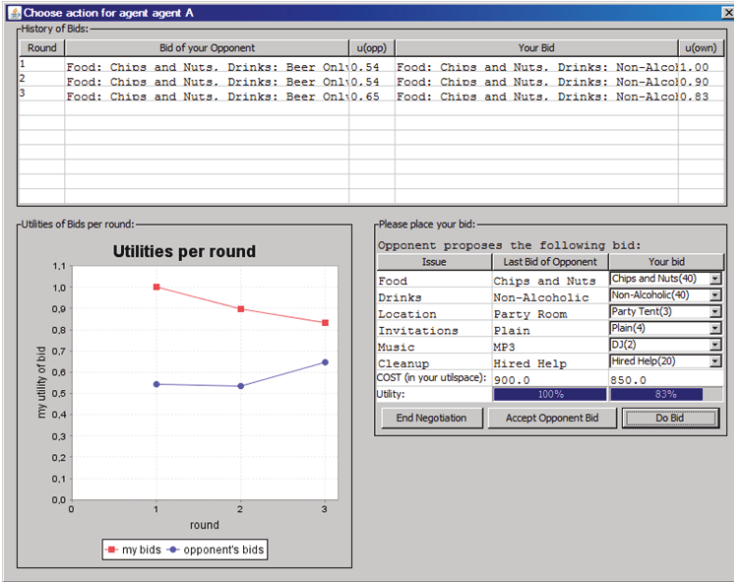 Choose action for agent agent A
History of Bids:
Round Bid of your Opponent u(opp) Your Bid u(own)
1 Food: Chips and Nuts, Drinks: Beer Only 0.54 Food: Chips and Nuts, Drinks: Non-Alcoh 1.00
2 Food: Chips and Nuts, Drinks: Beer Only 0.54 Food: Chips and Nuts, Drinks: Non-Alcoh 0.90
3 Food: Chips and Nuts, Drinks: Beer Only 0.65 Food: Chips and Nuts, Drinks: Non-Alcoh 0.83
Utilities of Bids per round:
Utilities per round
1,1
1,0
0,9
0,8
0,7
0,6
0,5
0,4
0,3
0,2
0,1
0,0
my utility of bid
0 1 2 3
round
my bids opponent's bids
Please place your bid:
Opponent proposes the following bid:
Issue Last Bid of Opponent Your bid
Food Chips and Nuts Chips and Nuts(40)
Drinks Non-Alcoholic Non-Alcoholic(40)
Location Party Room Party Tent(3)
Invitations Plain Plain(4)
Music MP3 DJ(2)
Cleanup Hired Help Hired Help(20)
COST (in your utilspace): 900.0 850.0
Utility: 100% 83%
End Negotiation Accept Opponent Bid Do Bid